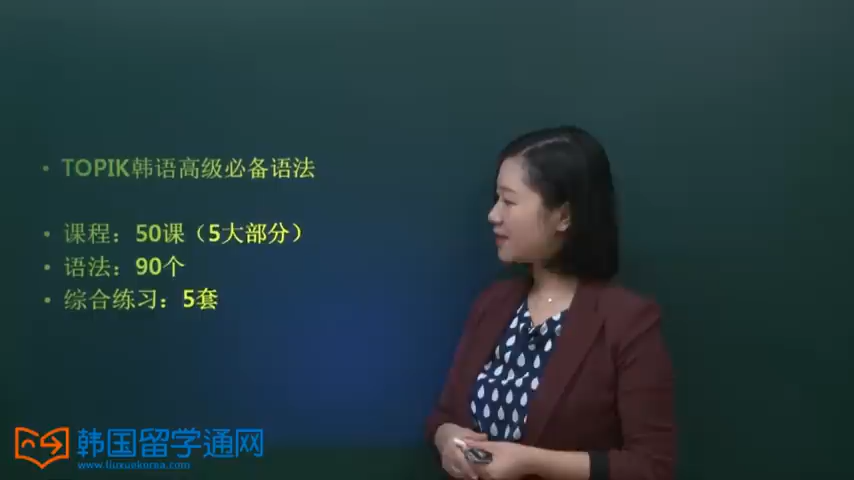 TOPIK韩语高级必备语法
课程：50课（5大部分）
语法：90个
综合练习：5套
韩国留学通网
www.liuxuekorea.com